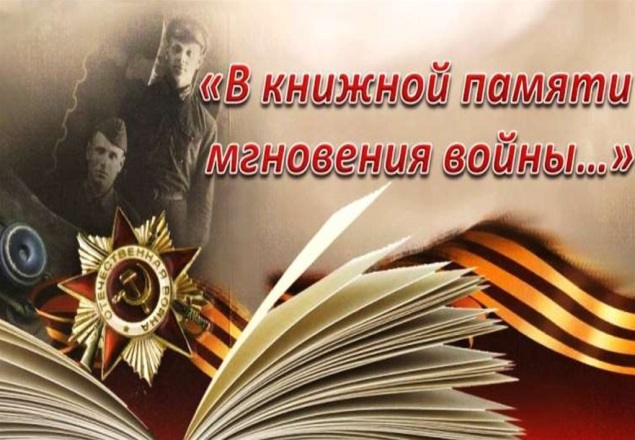 «В книжной памяти
мгновения войны...»
ОТЕЧЕСТВЕННАЯ ВОЙНА